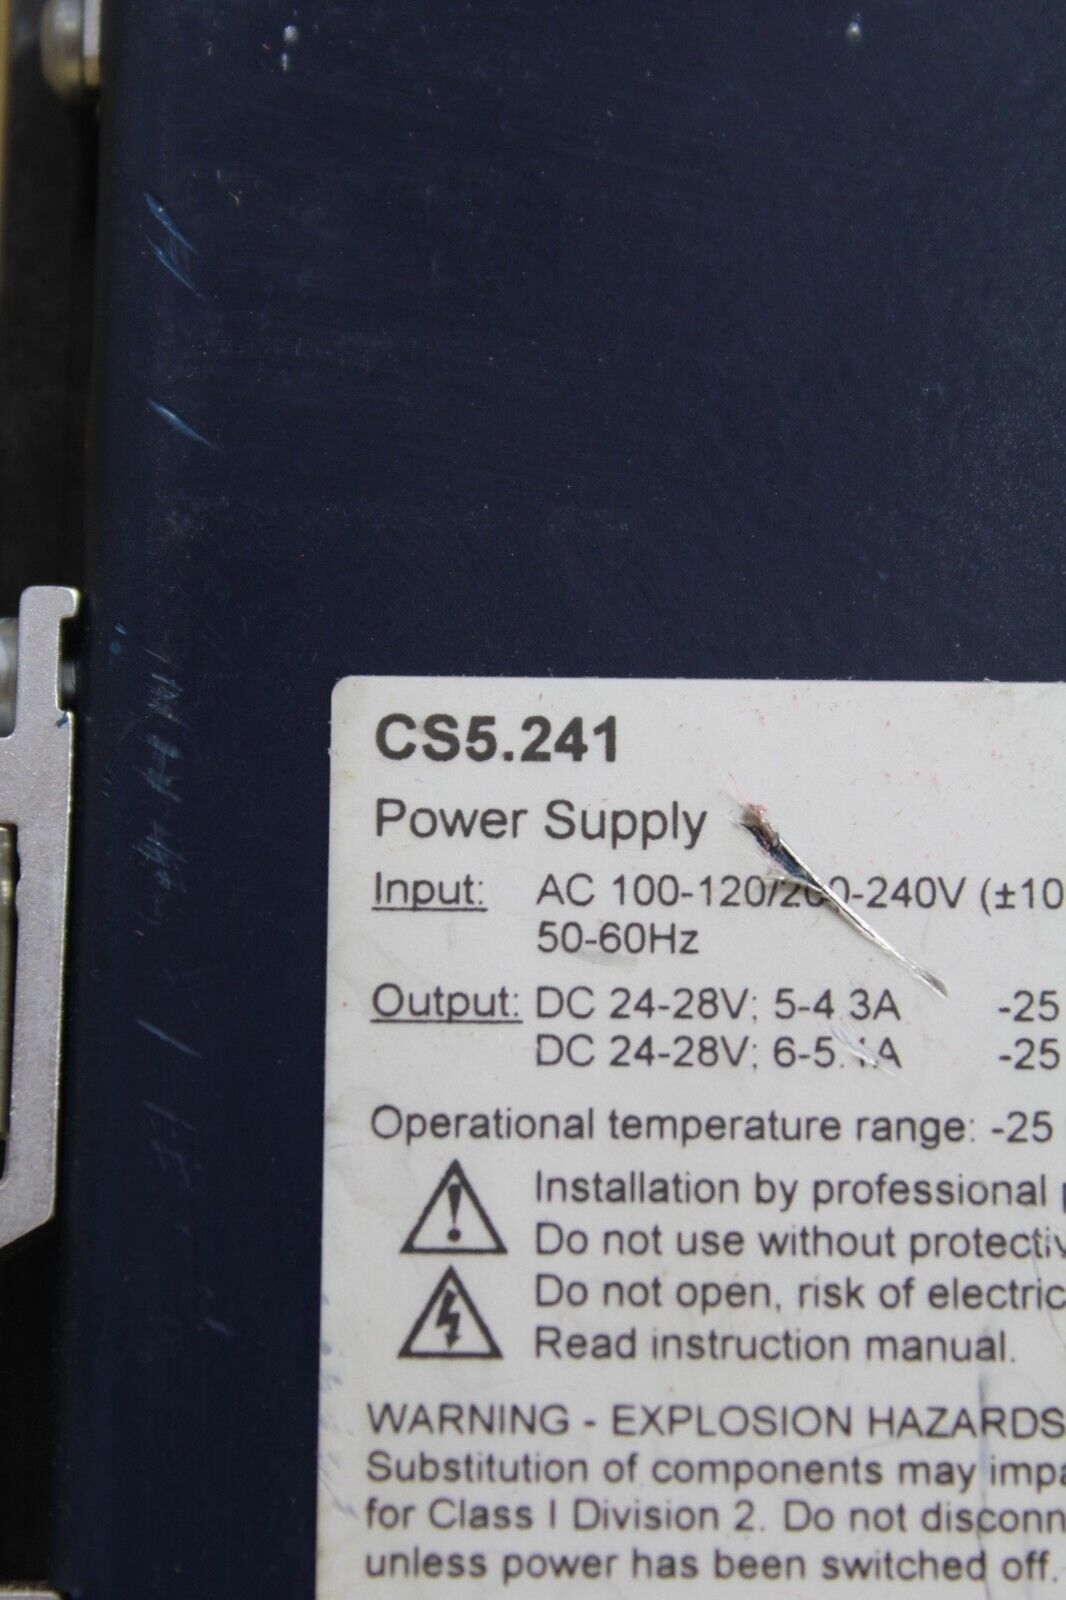 CS5.241
Power Supply
Input: AC 100-120/200-240V (±10
50-60Hz
Output: DC 24-28V; 5-4.3A -25
DC 24-28V; 6-5.1A -25
Operational temperature range: -25
Installation by professional
Do not use without protectiv
Do not open, risk of electric
Read instruction manual.
WARNING - EXPLOSION HAZARDS
Substitution of components may impa
for Class I Division 2. Do not disconn
unless power has been switched off.